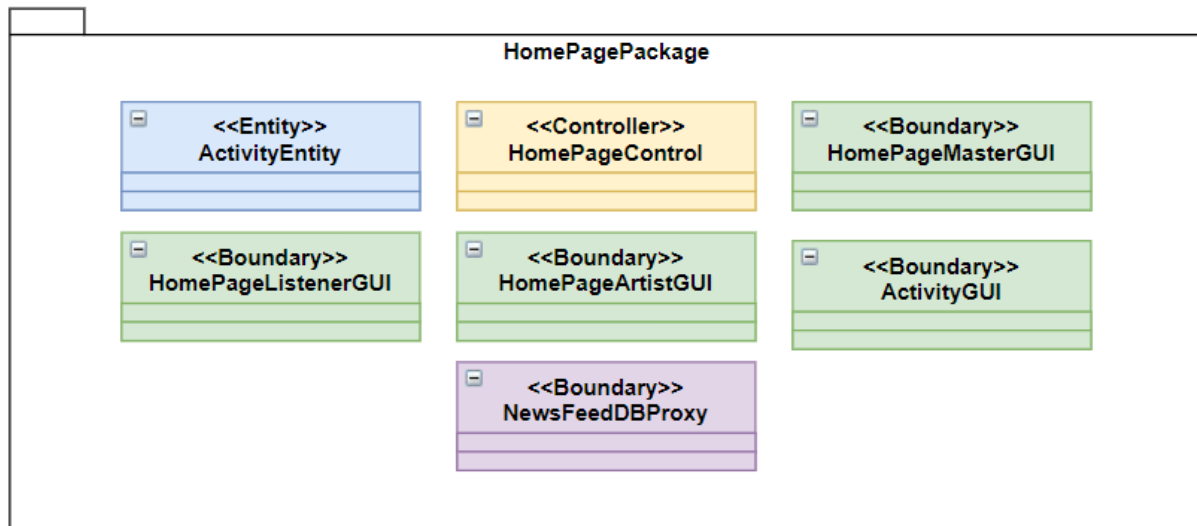 HomePagePackage
<<Entity>>
ActivityEntity
<<Controller>>
HomePageControl
<<Boundary>>
HomePageMasterGUI
<<Boundary>>
HomePageListenerGUI
<<Boundary>>
HomePageArtistGUI
<<Boundary>>
ActivityGUI
<<Boundary>>
NewsFeedDBProxy